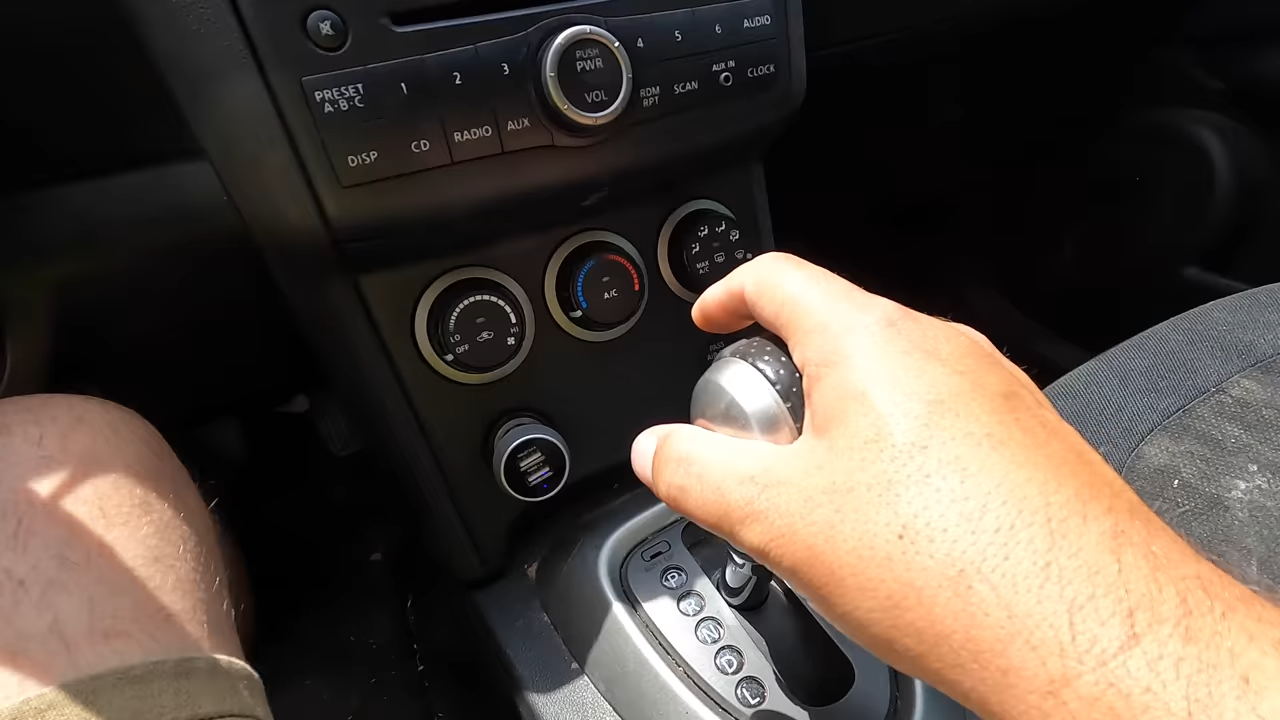 PUSH
PWR
VOL
4 5 6 AUDIO
PRESET
A·B·C
1 2 3
RDM
RPT
SCAN
AUX IN
CLOCK
DISP CD RADIO AUX
MAX
A/C
A/C
LO HI
OFF
PASS
P
R
N
D
L